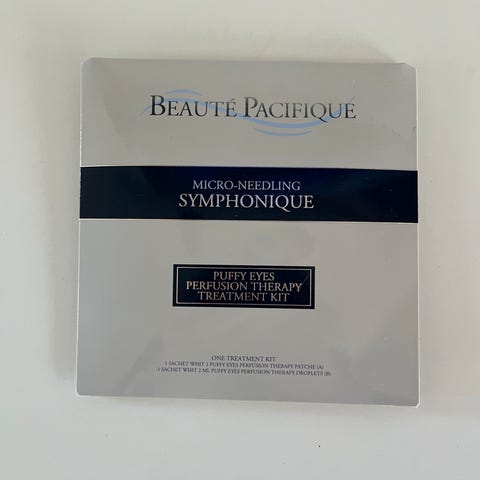 BEAUTÉ PACIFIQUE
MICRO-NEEDLING
SYMPHONIQUE
PUFFY EYES
PERFUSION THERAPY
TREATMENT KIT
ONE TREATMENT KIT
1 SACHET WHIT 2 PUFFY EYES PERFUSION THERAPY PATCHE (A)
1 SACHET WHIT 2 ML PUFFY EYES PERFUSION THERAPY DROPLETS (B)